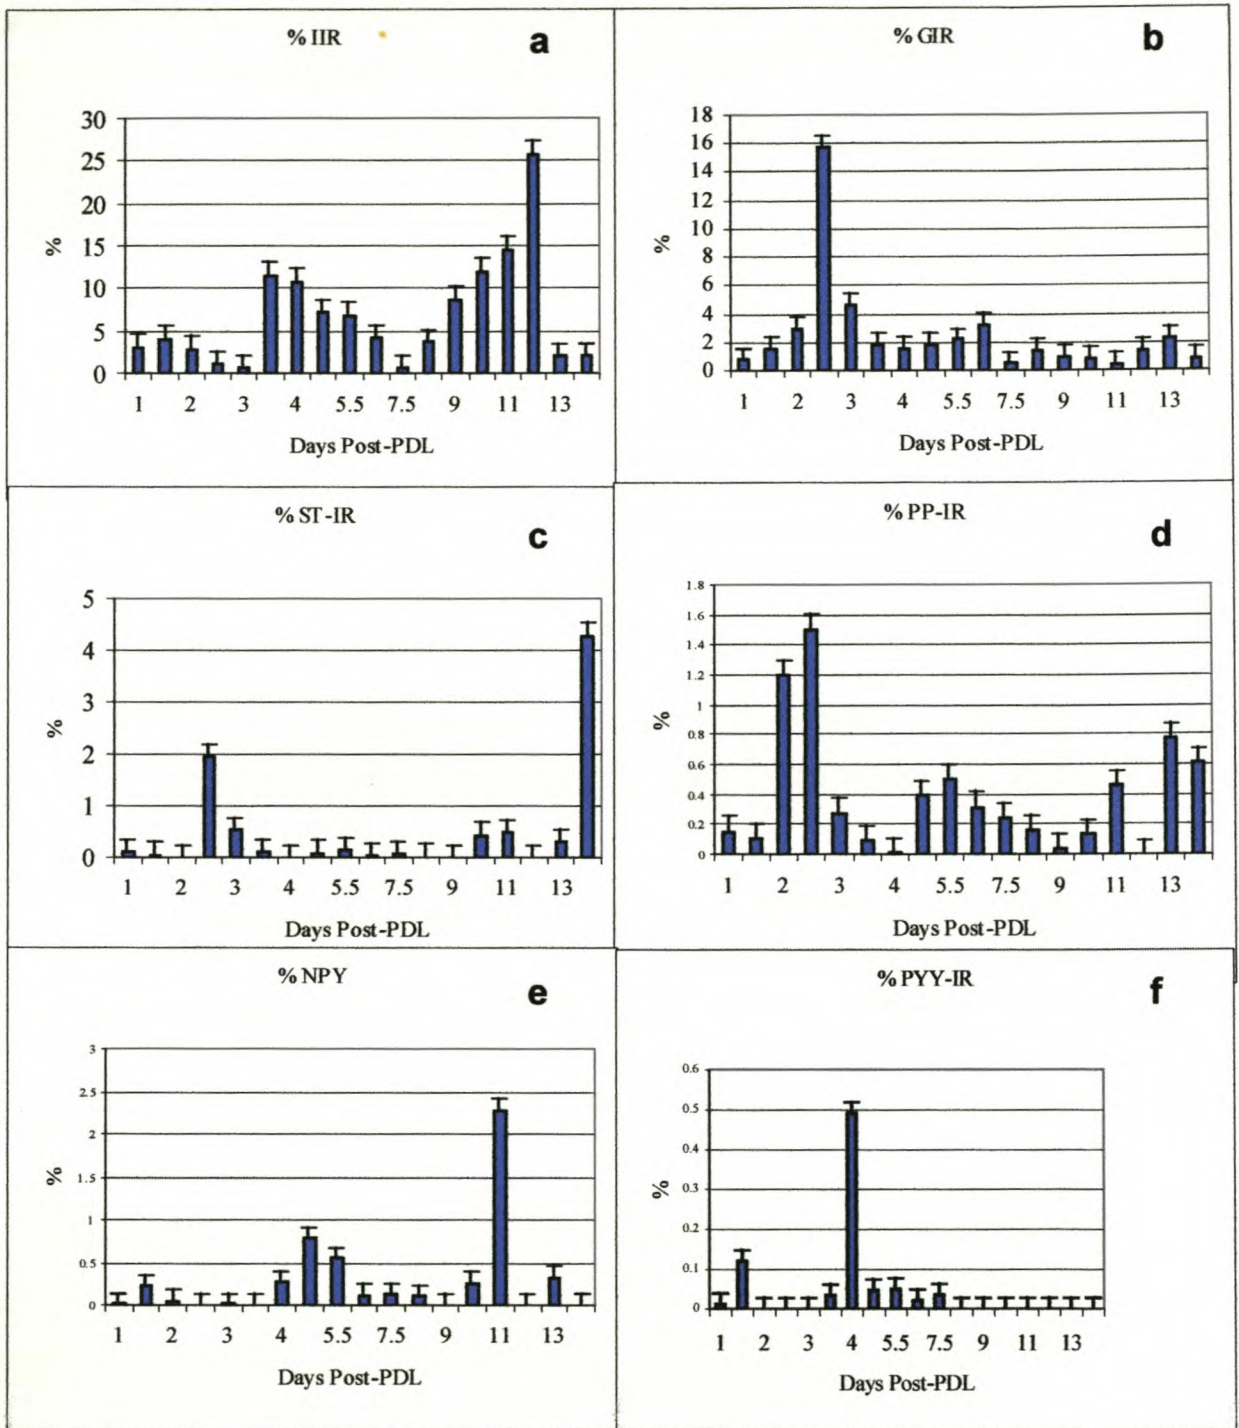 % IIR
a
30
25
20
15
10
5
0
%
1 2 3 4 5.5 7.5 9 11 13
Days Post-PDL
% GIR
b
18
16
14
12
10
8
6
4
2
0
%
1 2 3 4 5.5 7.5 9 11 13
Days Post-PDL
% ST-IR
c
5
4
3
2
1
0
%
1 2 3 4 5.5 7.5 9 11 13
Days Post-PDL
% PP-IR
d
1.8
1.6
1.4
1.2
1
0.8
0.6
0.4
0.2
0
%
1 2 3 4 5.5 7.5 9 11 13
Days Post-PDL
% NPY
e
3
2.5
2
1.5
1
0.5
0
%
1 2 3 4 5.5 7.5 9 11 13
Days Post-PDL
% PYY-IR
f
0.6
0.5
0.4
0.3
0.2
0.1
0
%
1 2 3 4 5.5 7.5 9 11 13
Days Post-PDL